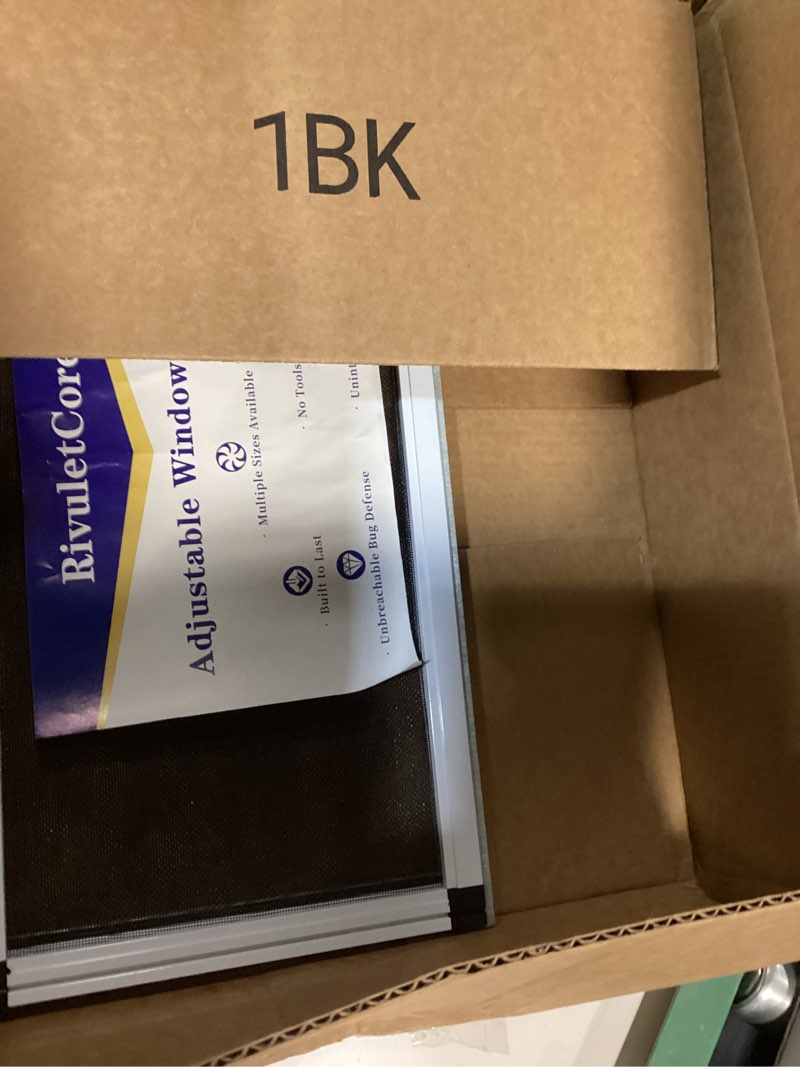 1BK
RivuletCore
Adjustable Window
· Multiple Sizes Available
· No Tools
· Built to Last
· Unbreachable Bug Defense